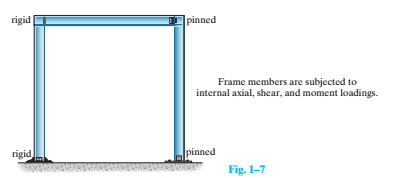 rigid
pinned
Frame members are subjected to
internal axial, shear, and moment loadings.
rigid
pinned
Fig. 1–7